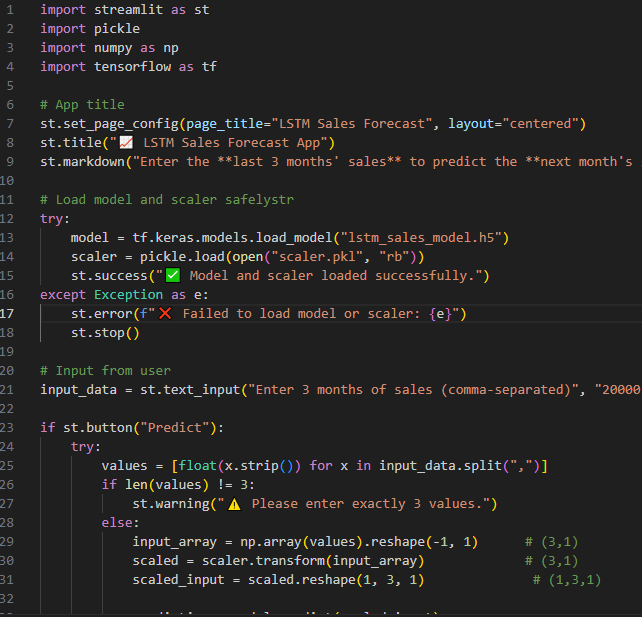 1 import streamlit as st
2 import pickle
3 import numpy as np
4 import tensorflow as tf
5
6 # App title
7 st.set_page_config(page_title="LSTM Sales Forecast", layout="centered")
8 st.title("📈 LSTM Sales Forecast App")
9 st.markdown("Enter the **last 3 months' sales** to predict the **next month's
10
11 # Load model and scaler safelystr
12 try:
13     model = tf.keras.models.load_model("lstm_sales_model.h5")
14     scaler = pickle.load(open("scaler.pkl", "rb"))
15     st.success("✅ Model and scaler loaded successfully.")
16 except Exception as e:
17     st.error(f"❌ Failed to load model or scaler: {e}")
18     st.stop()
19
20 # Input from user
21 input_data = st.text_input("Enter 3 months of sales (comma-separated)", "20000
22
23 if st.button("Predict"):
24     try:
25         values = [float(x.strip()) for x in input_data.split(",")]
26         if len(values) != 3:
27             st.warning("⚠️ Please enter exactly 3 values.")
28         else:
29             input_array = np.array(values).reshape(-1, 1)      # (3,1)
30             scaled = scaler.transform(input_array)             # (3,1)
31             scaled_input = scaled.reshape(1, 3, 1)              # (1,3,1)
32